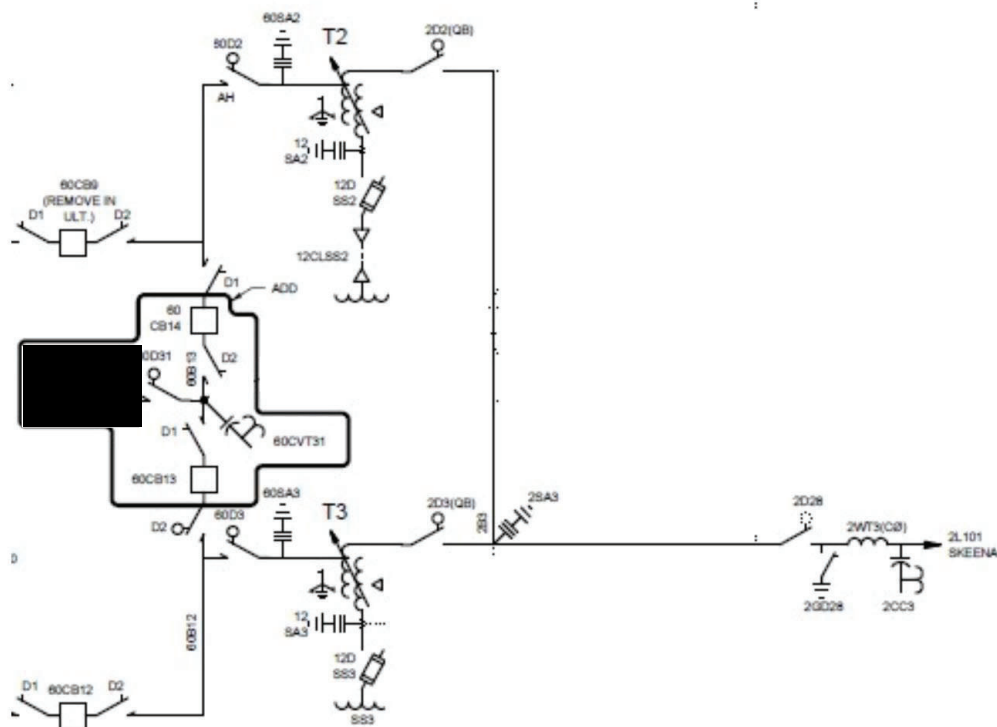 60SA2
T2
2D2(QB)
60D2
AH
12
SA2
60CB9
(REMOVE IN
ULT.)
D1
D2
12D
SS2
12CLSS2
D1
ADD
60
CB14
D2
60B13
60CVT31
D1
60CB13
D2
60D3
60SA3
T3
2D3(QB)
2B3
2SA3
2D28
2WT3(CØ)
2L101
SKEENA
2GD28
2CC3
12
SA3
60B12
12D
SS3
SS3
D1
60CB12
D2